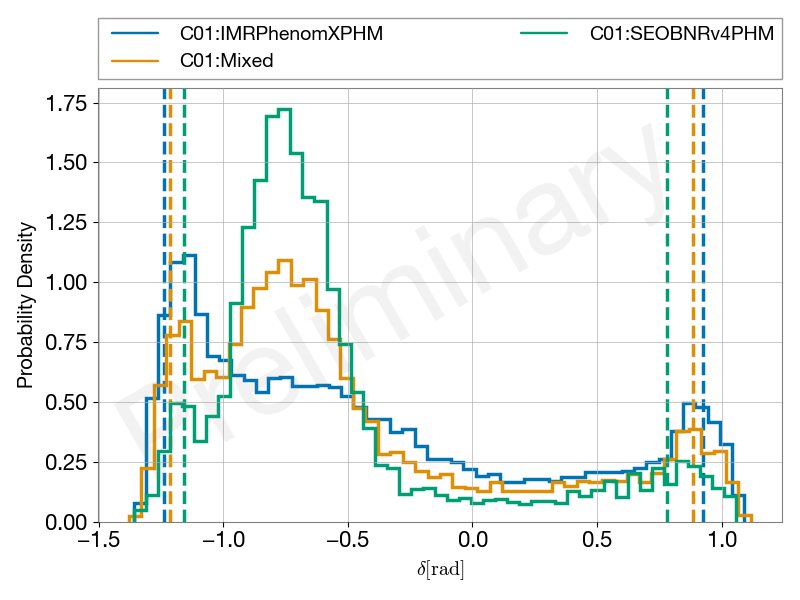 C01:IMRPhenomXPHM
C01:Mixed
C01:SEOBNRv4PHM
1.75
1.50
1.25
1.00
0.75
0.50
0.25
0.00
Probability Density
Preliminary
−1.5
−1.0
−0.5
0.0
0.5
1.0
δ[rad]